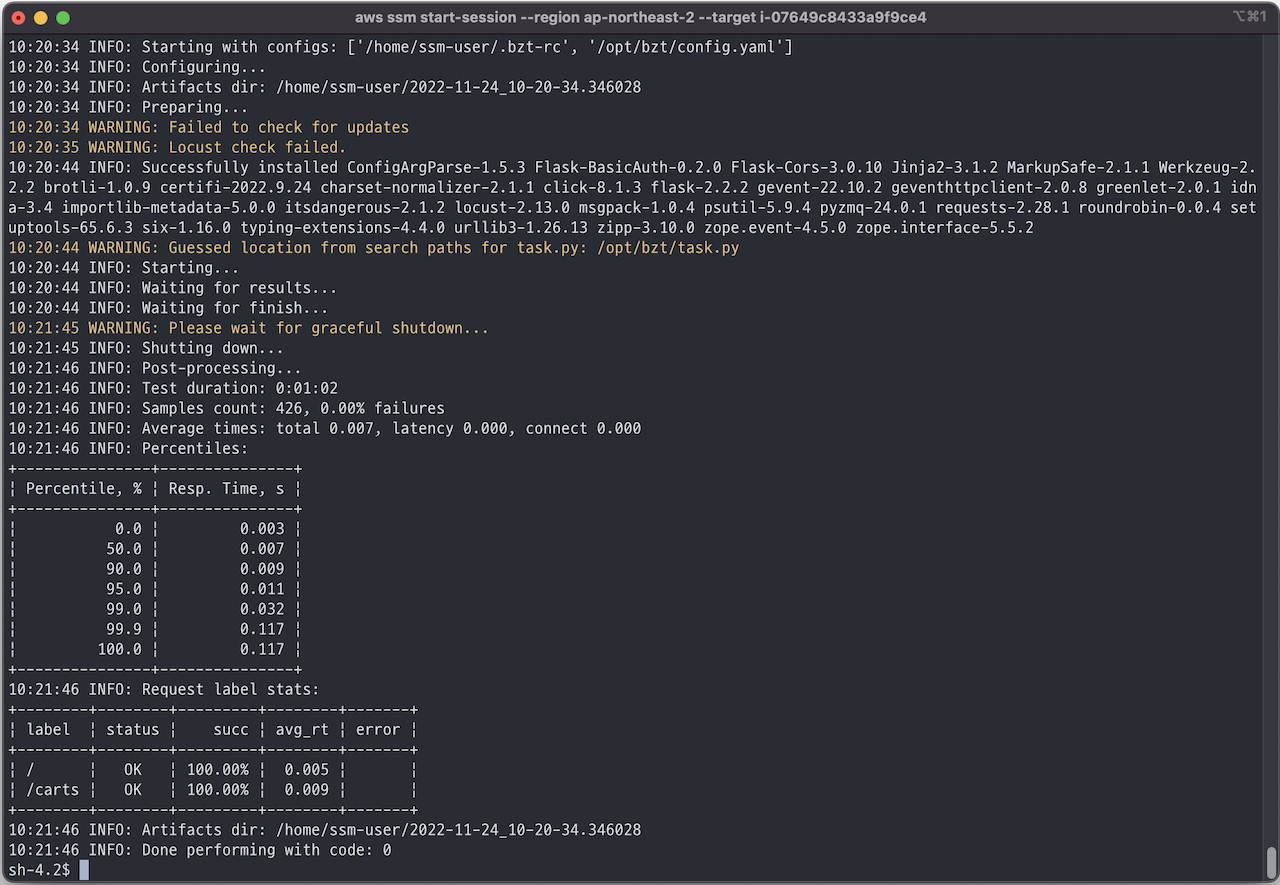 aws ssm start-session --region ap-northeast-2 --target i-07649c8433a9f9ce4
⌥⌘1
10:20:34 INFO: Starting with configs: ['/home/ssm-user/.bzt-rc', '/opt/bzt/config.yaml']
10:20:34 INFO: Configuring...
10:20:34 INFO: Artifacts dir: /home/ssm-user/2022-11-24_10-20-34.346028
10:20:34 INFO: Preparing...
10:20:34 WARNING: Failed to check for updates
10:20:35 WARNING: Locust check failed.
10:20:44 INFO: Successfully installed ConfigArgParse-1.5.3 Flask-BasicAuth-0.2.0 Flask-Cors-3.0.10 Jinja2-3.1.2 MarkupSafe-2.1.1 Werkzeug-2.
2.2 brotli-1.0.9 certifi-2022.9.24 charset-normalizer-2.1.1 click-8.1.3 flask-2.2.2 gevent-22.10.2 geventhttpclient-2.0.8 greenlet-2.0.1 idn
a-3.4 importlib-metadata-5.0.0 itsdangerous-2.1.2 locust-2.13.0 msgpack-1.0.4 psutil-5.9.4 pyzmq-24.0.1 requests-2.28.1 roundrobin-0.0.4 set
uptools-65.6.3 six-1.16.0 typing-extensions-4.4.0 urllib3-1.26.13 zipp-3.10.0 zope.event-4.5.0 zope.interface-5.5.2
10:20:44 WARNING: Guessed location from search paths for task.py: /opt/bzt/task.py
10:20:44 INFO: Starting...
10:20:44 INFO: Waiting for results...
10:20:44 INFO: Waiting for finish...
10:21:45 WARNING: Please wait for graceful shutdown...
10:21:45 INFO: Shutting down...
10:21:46 INFO: Post-processing...
10:21:46 INFO: Test duration: 0:01:02
10:21:46 INFO: Samples count: 426, 0.00% failures
10:21:46 INFO: Average times: total 0.007, latency 0.000, connect 0.000
10:21:46 INFO: Percentiles:
+---------------+---------------+
¦ Percentile, % ¦ Resp. Time, s ¦
+---------------+---------------+
¦           0.0 ¦         0.003 ¦
¦          50.0 ¦         0.007 ¦
¦          90.0 ¦         0.009 ¦
¦          95.0 ¦         0.011 ¦
¦          99.0 ¦         0.032 ¦
¦          99.9 ¦         0.117 ¦
¦         100.0 ¦         0.117 ¦
+---------------+---------------+
10:21:46 INFO: Request label stats:
+--------+--------+---------+--------+-------+
¦ label  ¦ status ¦    succ ¦ avg_rt ¦ error ¦
+--------+--------+---------+--------+-------+
¦ /      ¦   OK   ¦ 100.00% ¦  0.005 ¦       ¦
¦ /carts ¦   OK   ¦ 100.00% ¦  0.009 ¦       ¦
+--------+--------+---------+--------+-------+
10:21:46 INFO: Artifacts dir: /home/ssm-user/2022-11-24_10-20-34.346028
10:21:46 INFO: Done performing with code: 0
sh-4.2$